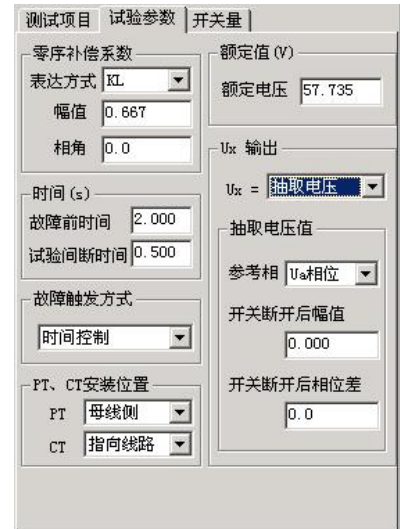 测试项目 试验参数 开关量
零序补偿系数
表达方式 KL
幅值 0.667
相角 0.0
时间(s)
故障前时间 2.000
试验间断时间 0.500
故障触发方式
时间控制
PT、CT安装位置
PT 母线侧
CT 指向线路
额定值(V)
额定电压 57.735
Ux 输出
Ux = 抽取电压
抽取电压值
参考相 Ua相位
开关断开后幅值
0.000
开关断开后相位差
0.0